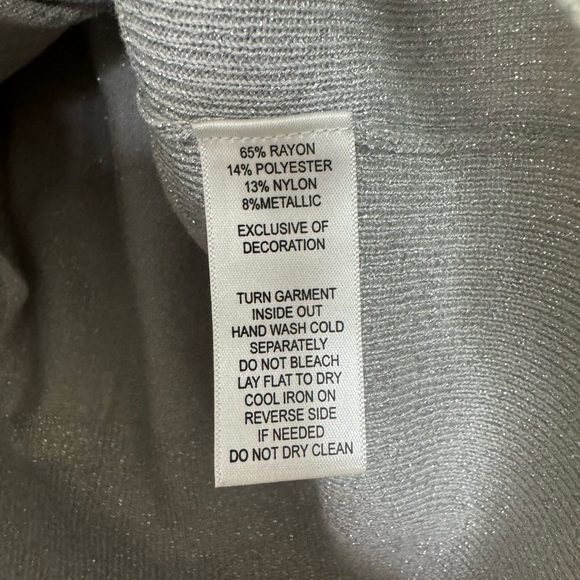 65% RAYON
14% POLYESTER
13% NYLON
8%METALLIC
EXCLUSIVE OF
DECORATION
TURN GARMENT
INSIDE OUT
HAND WASH COLD
SEPARATELY
DO NOT BLEACH
LAY FLAT TO DRY
COOL IRON ON
REVERSE SIDE
IF NEEDED
DO NOT DRY CLEAN